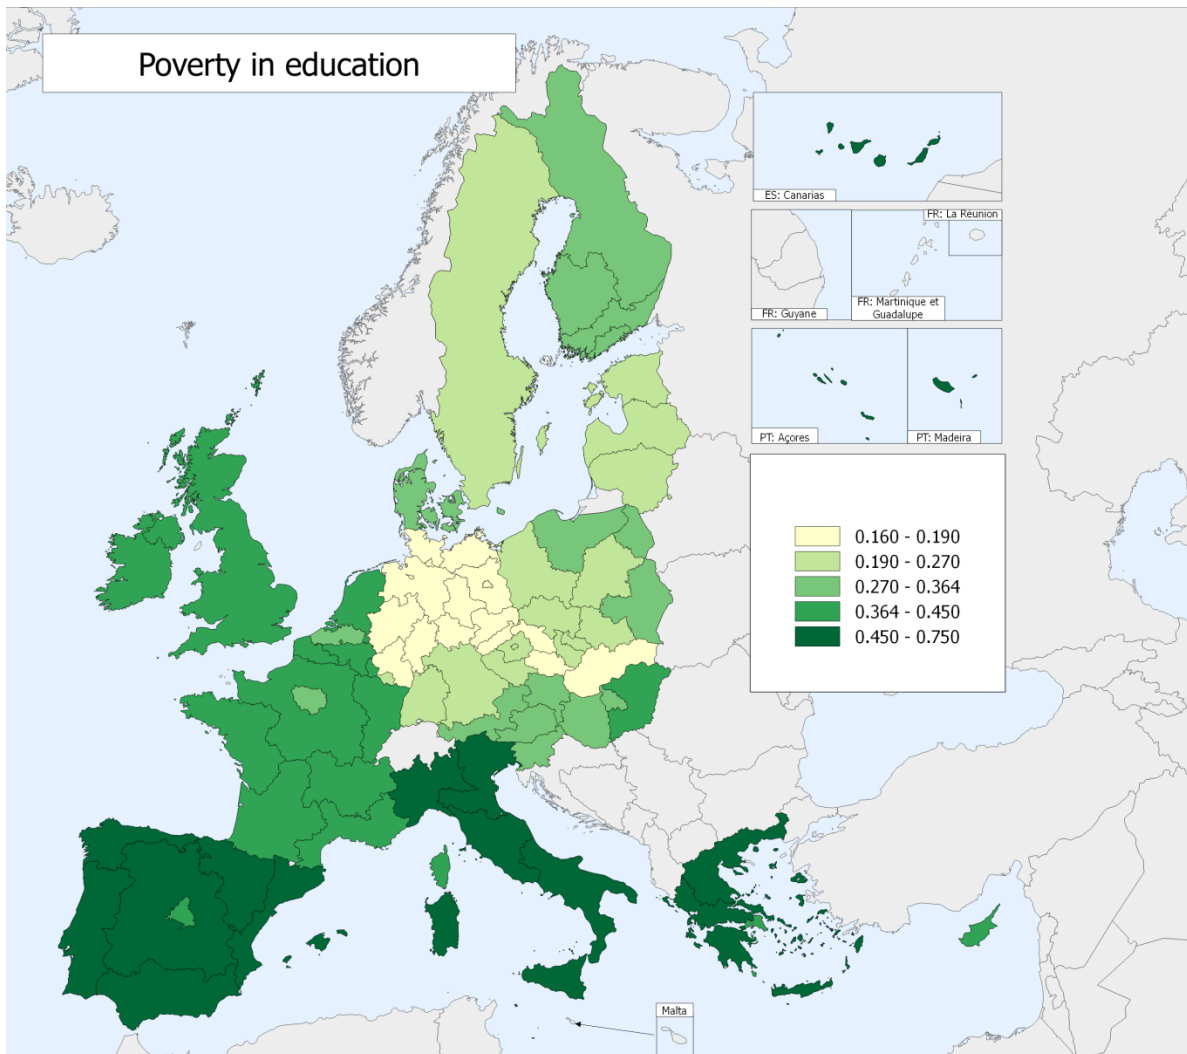 Poverty in education
ES: Canarias
FR: La Réunion
FR: Guyane
FR: Martinique et
Guadalupe
PT: Açores
PT: Madeira
0.160 - 0.190
0.190 - 0.270
0.270 - 0.364
0.364 - 0.450
0.450 - 0.750
Malta